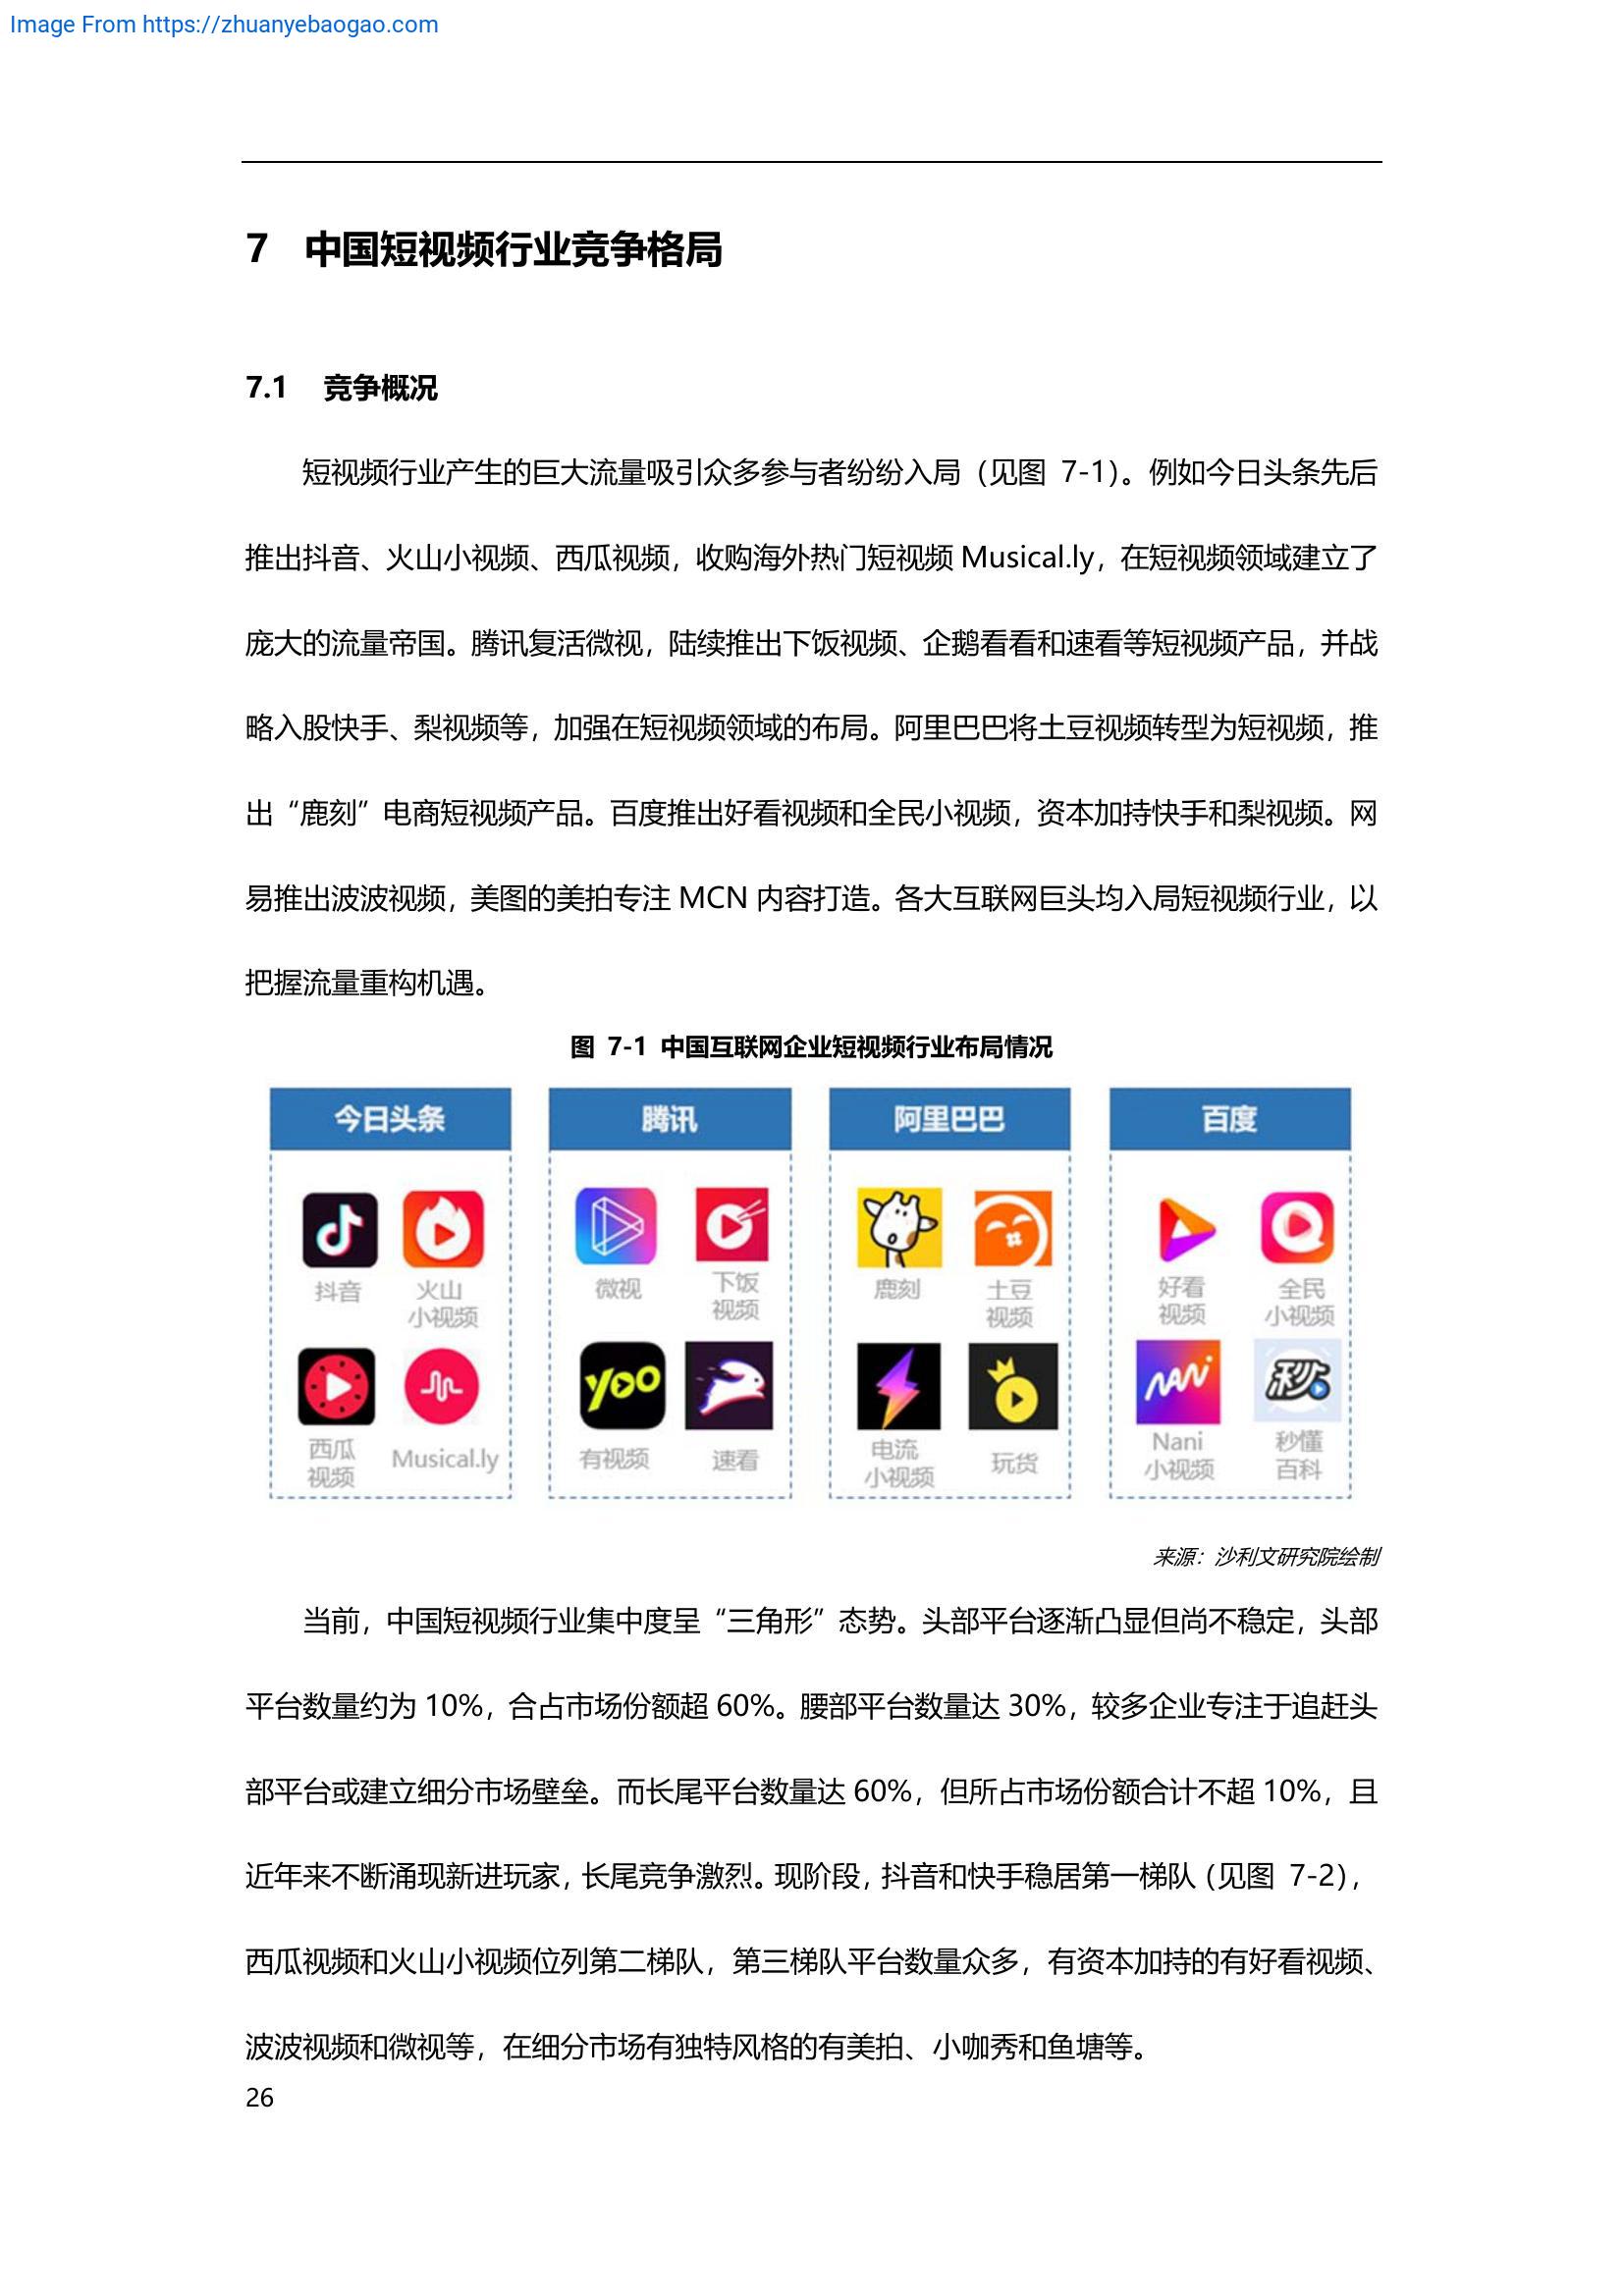 Image From https://zhuanyebaogao.com
7 中国短视频行业竞争格局
7.1 竞争概况
短视频行业产生的巨大流量吸引众多参与者纷纷入局（见图 7-1）。例如今日头条先后
推出抖音、火山小视频、西瓜视频，收购海外热门短视频 Musical.ly，在短视频领域建立了
庞大的流量帝国。腾讯复活微视，陆续推出下饭视频、企鹅看看和速看等短视频产品，并战
略入股快手、梨视频等，加强在短视频领域的布局。阿里巴巴将土豆视频转型为短视频，推
出“鹿刻”电商短视频产品。百度推出好看视频和全民小视频，资本加持快手和梨视频。网
易推出波波视频，美图的美拍专注 MCN 内容打造。各大互联网巨头均入局短视频行业，以
把握流量重构机遇。
图 7-1 中国互联网企业短视频行业布局情况
今日头条
抖音
火山
小视频
西瓜
视频
Musical.ly
腾讯
微视
下饭
视频
yoo
有视频
速看
阿里巴巴
鹿刻
土豆
视频
电流
小视频
玩货
百度
好看
视频
全民
小视频
NANI
Nani
小视频
秒
秒懂
百科
来源：沙利文研究院绘制
当前，中国短视频行业集中度呈“三角形”态势。头部平台逐渐凸显但尚不稳定，头部
平台数量约为 10%，合占市场份额超 60%。腰部平台数量达 30%，较多企业专注于追赶头
部平台或建立细分市场壁垒。而长尾平台数量达 60%，但所占市场份额合计不超 10%，且
近年来不断涌现新进玩家，长尾竞争激烈。现阶段，抖音和快手稳居第一梯队（见图 7-2），
西瓜视频和火山小视频位列第二梯队，第三梯队平台数量众多，有资本加持的有好看视频、
波波视频和微视等，在细分市场有独特风格的有美拍、小咖秀和鱼塘等。
26